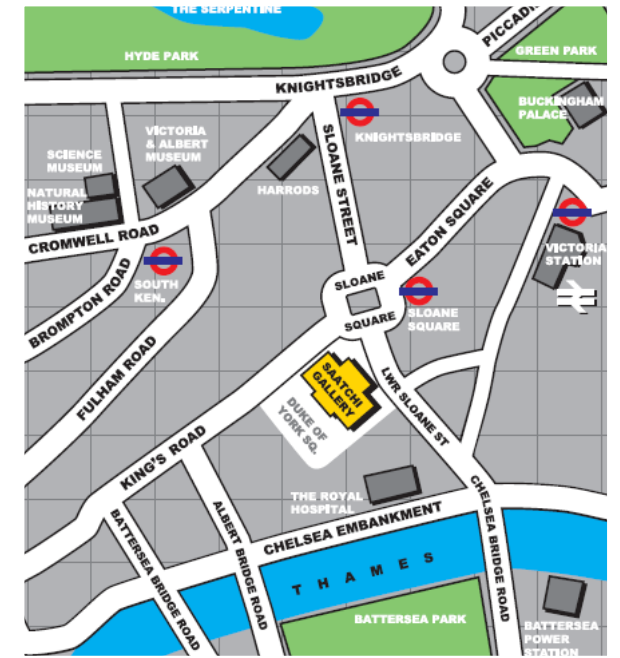 THE SERPENTINE
HYDE PARK
PICCADI
GREEN PARK
KNIGHTSBRIDGE
BUCKINGHAM
PALACE
KNIGHTSBRIDGE
VICTORIA
& ALBERT
MUSEUM
SCIENCE
MUSEUM
HARRODS
SLOANE STREET
NATURAL
HISTORY
MUSEUM
EATON SQUARE
CROMWELL ROAD
VICTORIA
STATION
SOUTH
KEN.
BROMPTON ROAD
SLOANE
SQUARE
SLOANE
SQUARE
FULHAM ROAD
SAATCHI
GALLERY
LWR SLOANE ST
DUKE OF
YORK SQ.
KING'S ROAD
THE ROYAL
HOSPITAL
CHELSEA EMBANKMENT
CHELSEA BRIDGE ROAD
ALBERT BRIDGE ROAD
BATTERSEA BRIDGE ROAD
THAMES
BATTERSEA PARK
BATTERSEA
POWER
STATION